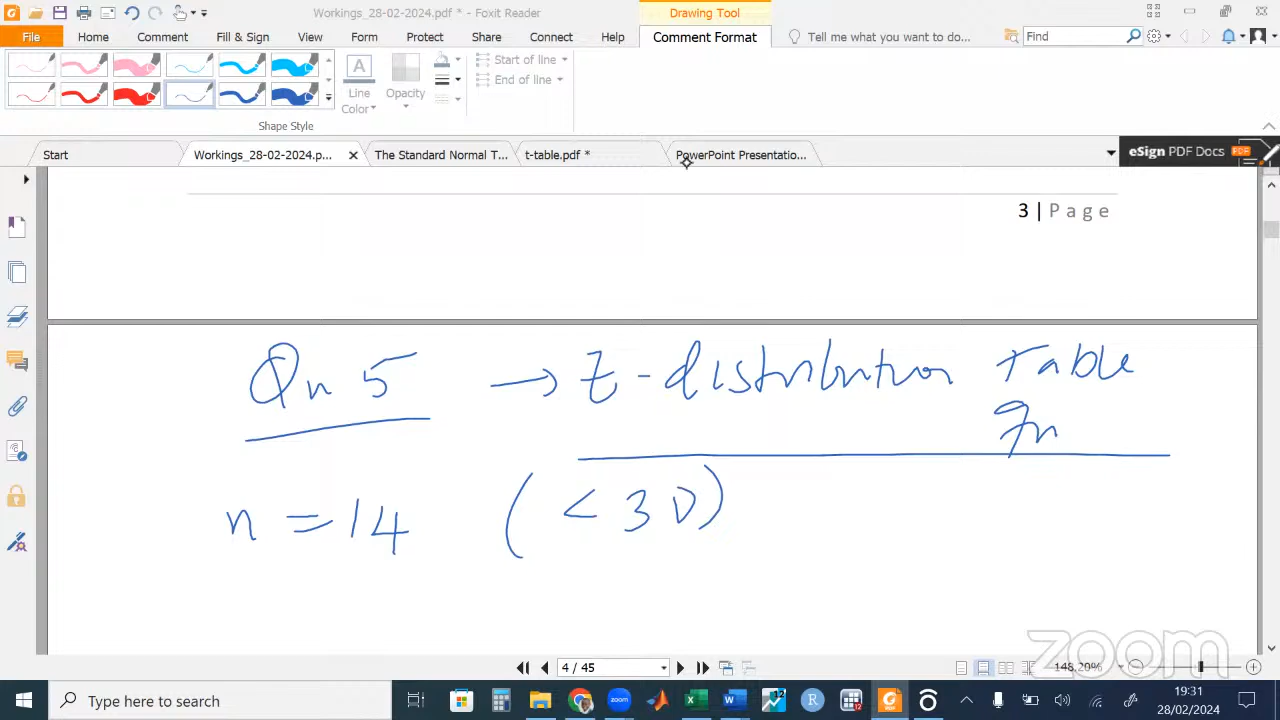 Workings_28-02-2024.pdf * - Foxit Reader
Drawing Tool
File Home Comment Fill & Sign View Form Protect Share Connect Help Comment Format Tell me what you want to do... Find
Line Color Opacity Start of line
End of line
Shape Style
Start Workings_28-02-2024.p... The Standard Normal T... t-table.pdf * PowerPoint Presentatio... eSign PDF Docs
3 | Page
Qn 5 → t-distribution Table
n = 14 ( < 30)
zoom
4 / 45 148.20%
Type here to search
19:31
28/02/2024